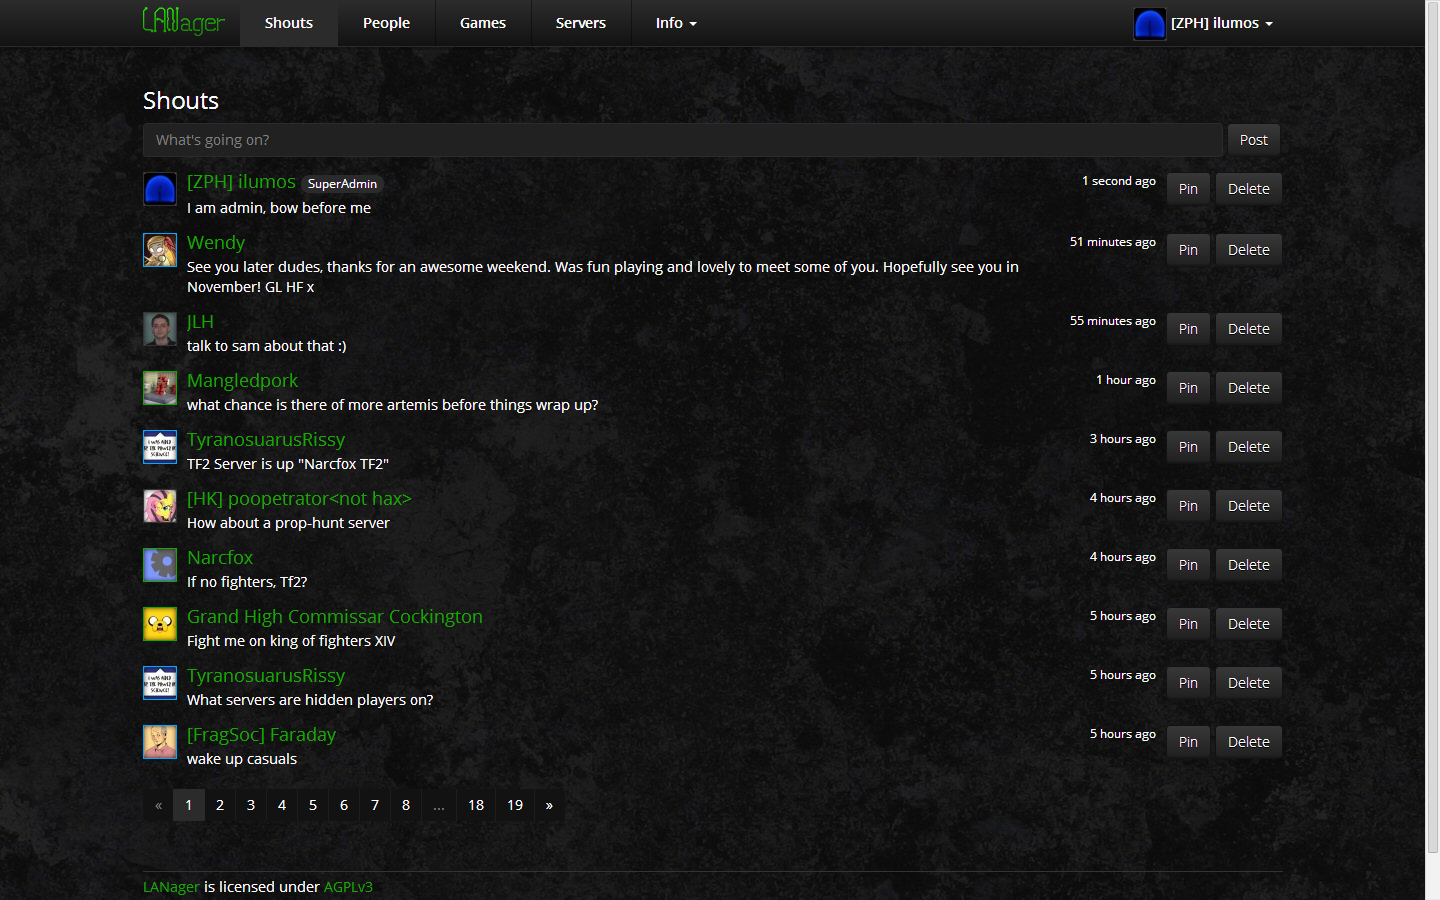 LANager Shouts People Games Servers Info [ZPH] ilumos
Shouts
What's going on? Post
[ZPH] ilumos SuperAdmin 1 second ago Pin Delete
I am admin, bow before me
Wendy 51 minutes ago Pin Delete
See you later dudes, thanks for an awesome weekend. Was fun playing and lovely to meet some of you. Hopefully see you in
November! GL HF x
JLH 55 minutes ago Pin Delete
talk to sam about that :)
Mangledpork 1 hour ago Pin Delete
what chance is there of more artemis before things wrap up?
TyranosuarusRissy 3 hours ago Pin Delete
TF2 Server is up "Narcfox TF2"
[HK] poopetrator<not hax> 4 hours ago Pin Delete
How about a prop-hunt server
Narcfox 4 hours ago Pin Delete
If no fighters, Tf2?
Grand High Commissar Cockington 5 hours ago Pin Delete
Fight me on king of fighters XIV
TyranosuarusRissy 5 hours ago Pin Delete
What servers are hidden players on?
[FragSoc] Faraday 5 hours ago Pin Delete
wake up casuals
« 1 2 3 4 5 6 7 8 ... 18 19 »
LANager is licensed under AGPLv3